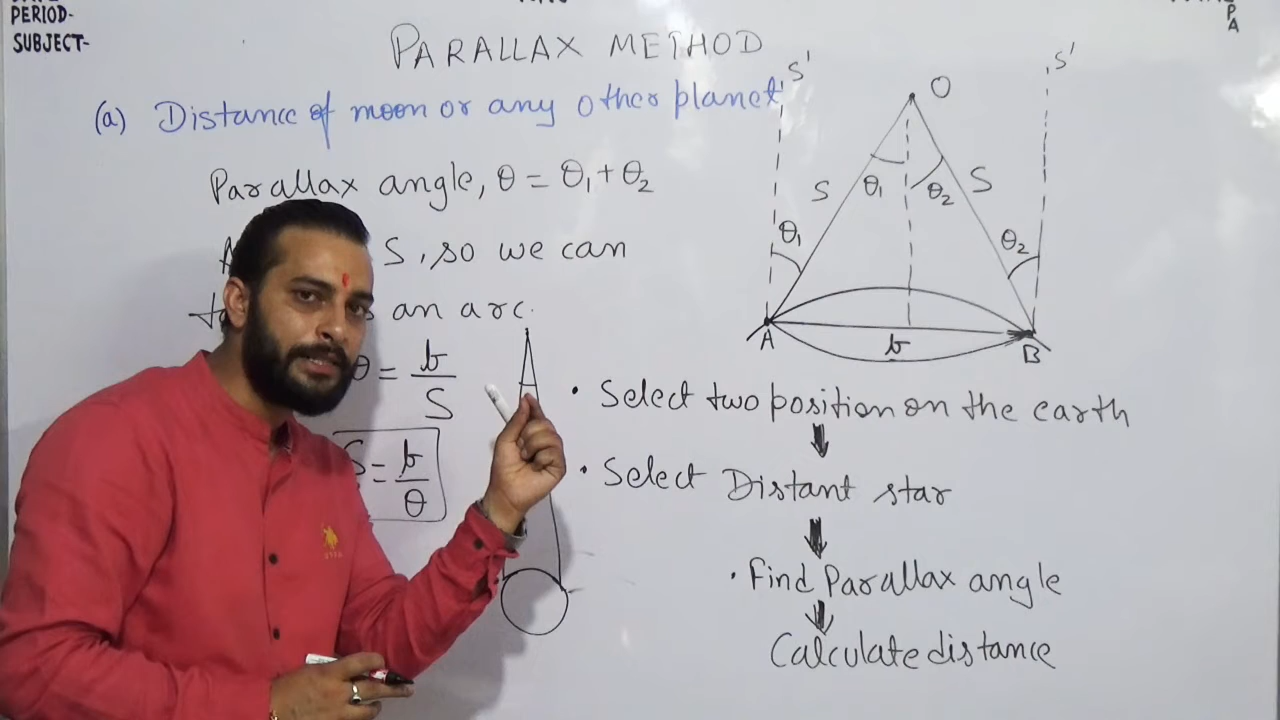 PERIOD-
SUBJECT-
PARALLAX METHOD
(a) Distance of moon or any other planet
Parallax angle, θ = θ₁ + θ₂
S, so we can
an arc.
θ = b/S
S = b/θ
S'
S'
O
θ₁
θ₂
S
S
θ₁
θ₂
A
b
B
• Select two position on the earth
• Select Distant star
• Find Parallax angle
Calculate distance